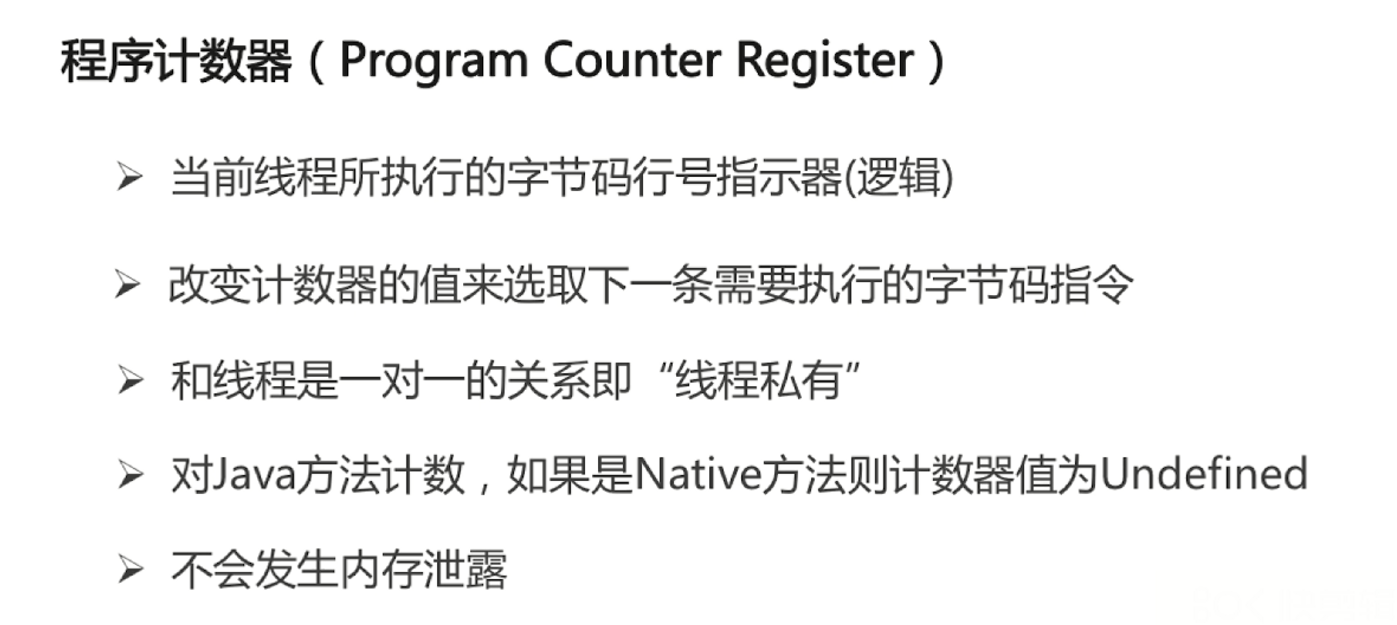 程序计数器（Program Counter Register）
当前线程所执行的字节码行号指示器(逻辑)
改变计数器的值来选取下一条需要执行的字节码指令
和线程是一对一的关系即“线程私有”
对Java方法计数，如果是Native方法则计数器值为Undefined
不会发生内存泄露